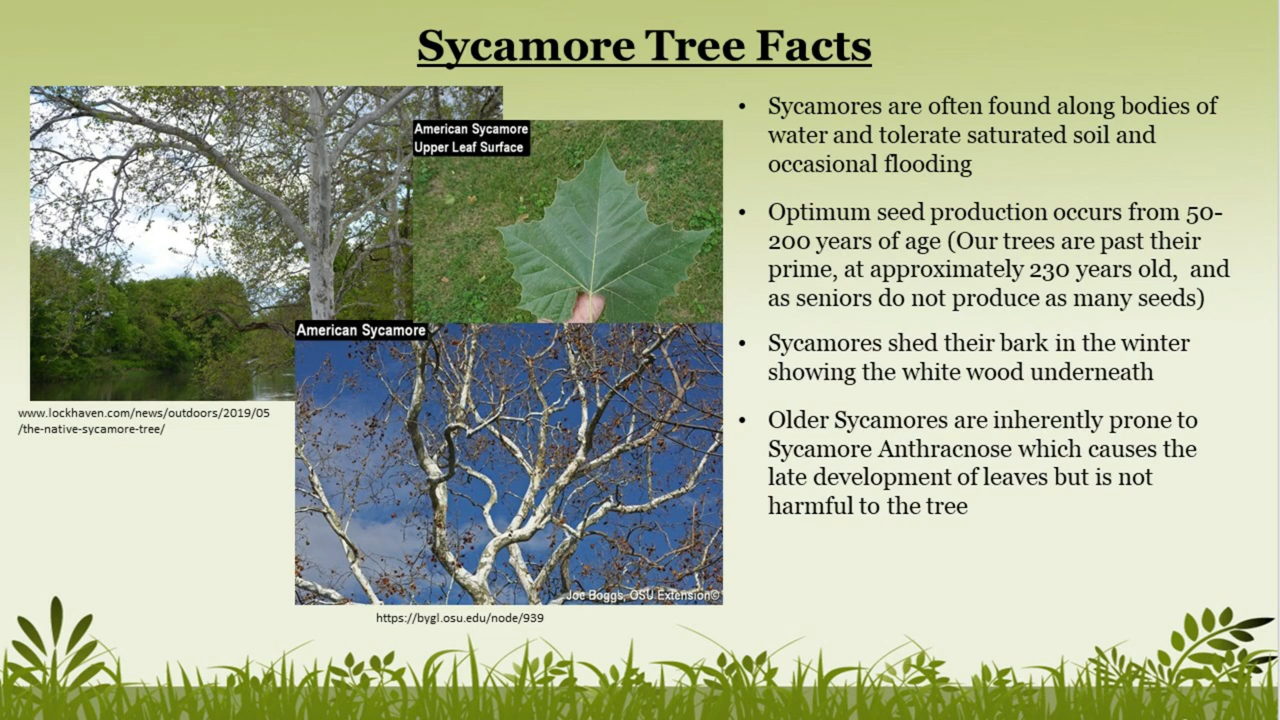 Sycamore Tree Facts
American Sycamore
Upper Leaf Surface
American Sycamore
Joe Boggs, OSU Extension©
www.lockhaven.com/news/outdoors/2019/05
/the-native-sycamore-tree/
https://bygl.osu.edu/node/939
• Sycamores are often found along bodies of
water and tolerate saturated soil and
occasional flooding
• Optimum seed production occurs from 50-
200 years of age (Our trees are past their
prime, at approximately 230 years old, and
as seniors do not produce as many seeds)
• Sycamores shed their bark in the winter
showing the white wood underneath
• Older Sycamores are inherently prone to
Sycamore Anthracnose which causes the
late development of leaves but is not
harmful to the tree